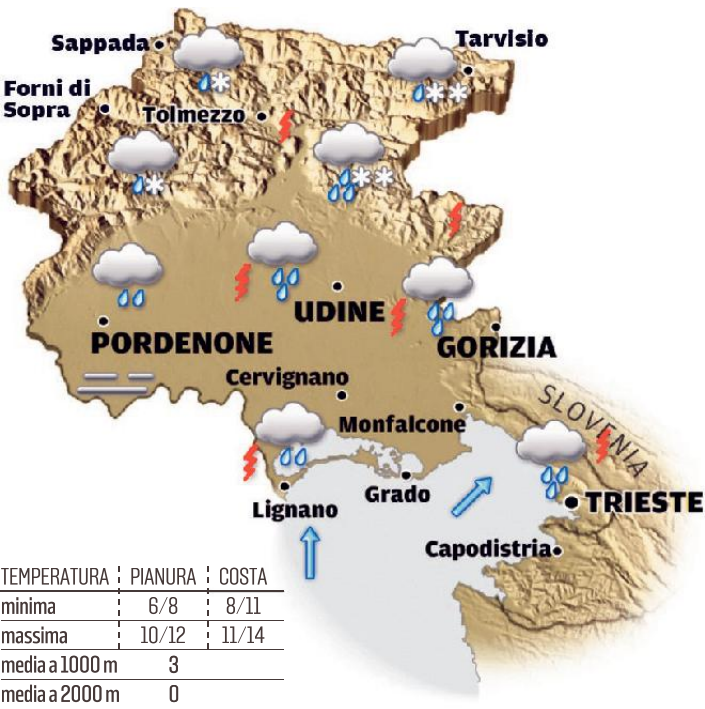 Sappada
Tarvisio
Forni di
Sopra
Tolmezzo
UDINE
PORDENONE
GORIZIA
Cervignano
SLOVENIA
Monfalcone
Grado
Lignano
TRIESTE
Capodistria
TEMPERATURA PIANURA COSTA
minima 6/8 8/11
massima 10/12 11/14
media a 1000 m 3
media a 2000 m 0